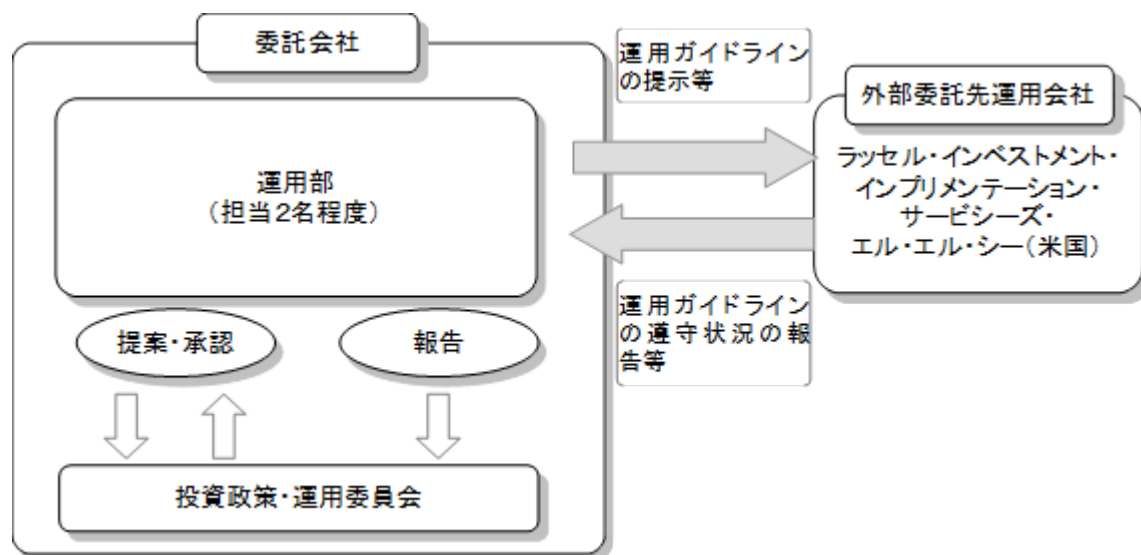 委託会社
運用部
(担当2名程度)
提案・承認
報告
投資政策・運用委員会
運用ガイドライン
の提示等
運用ガイドライン
の遵守状況の報
告等
外部委託先運用会社
ラッセル・インベストメント・
インプリメンテーション・
サービシーズ・
エル・エル・シー(米国)